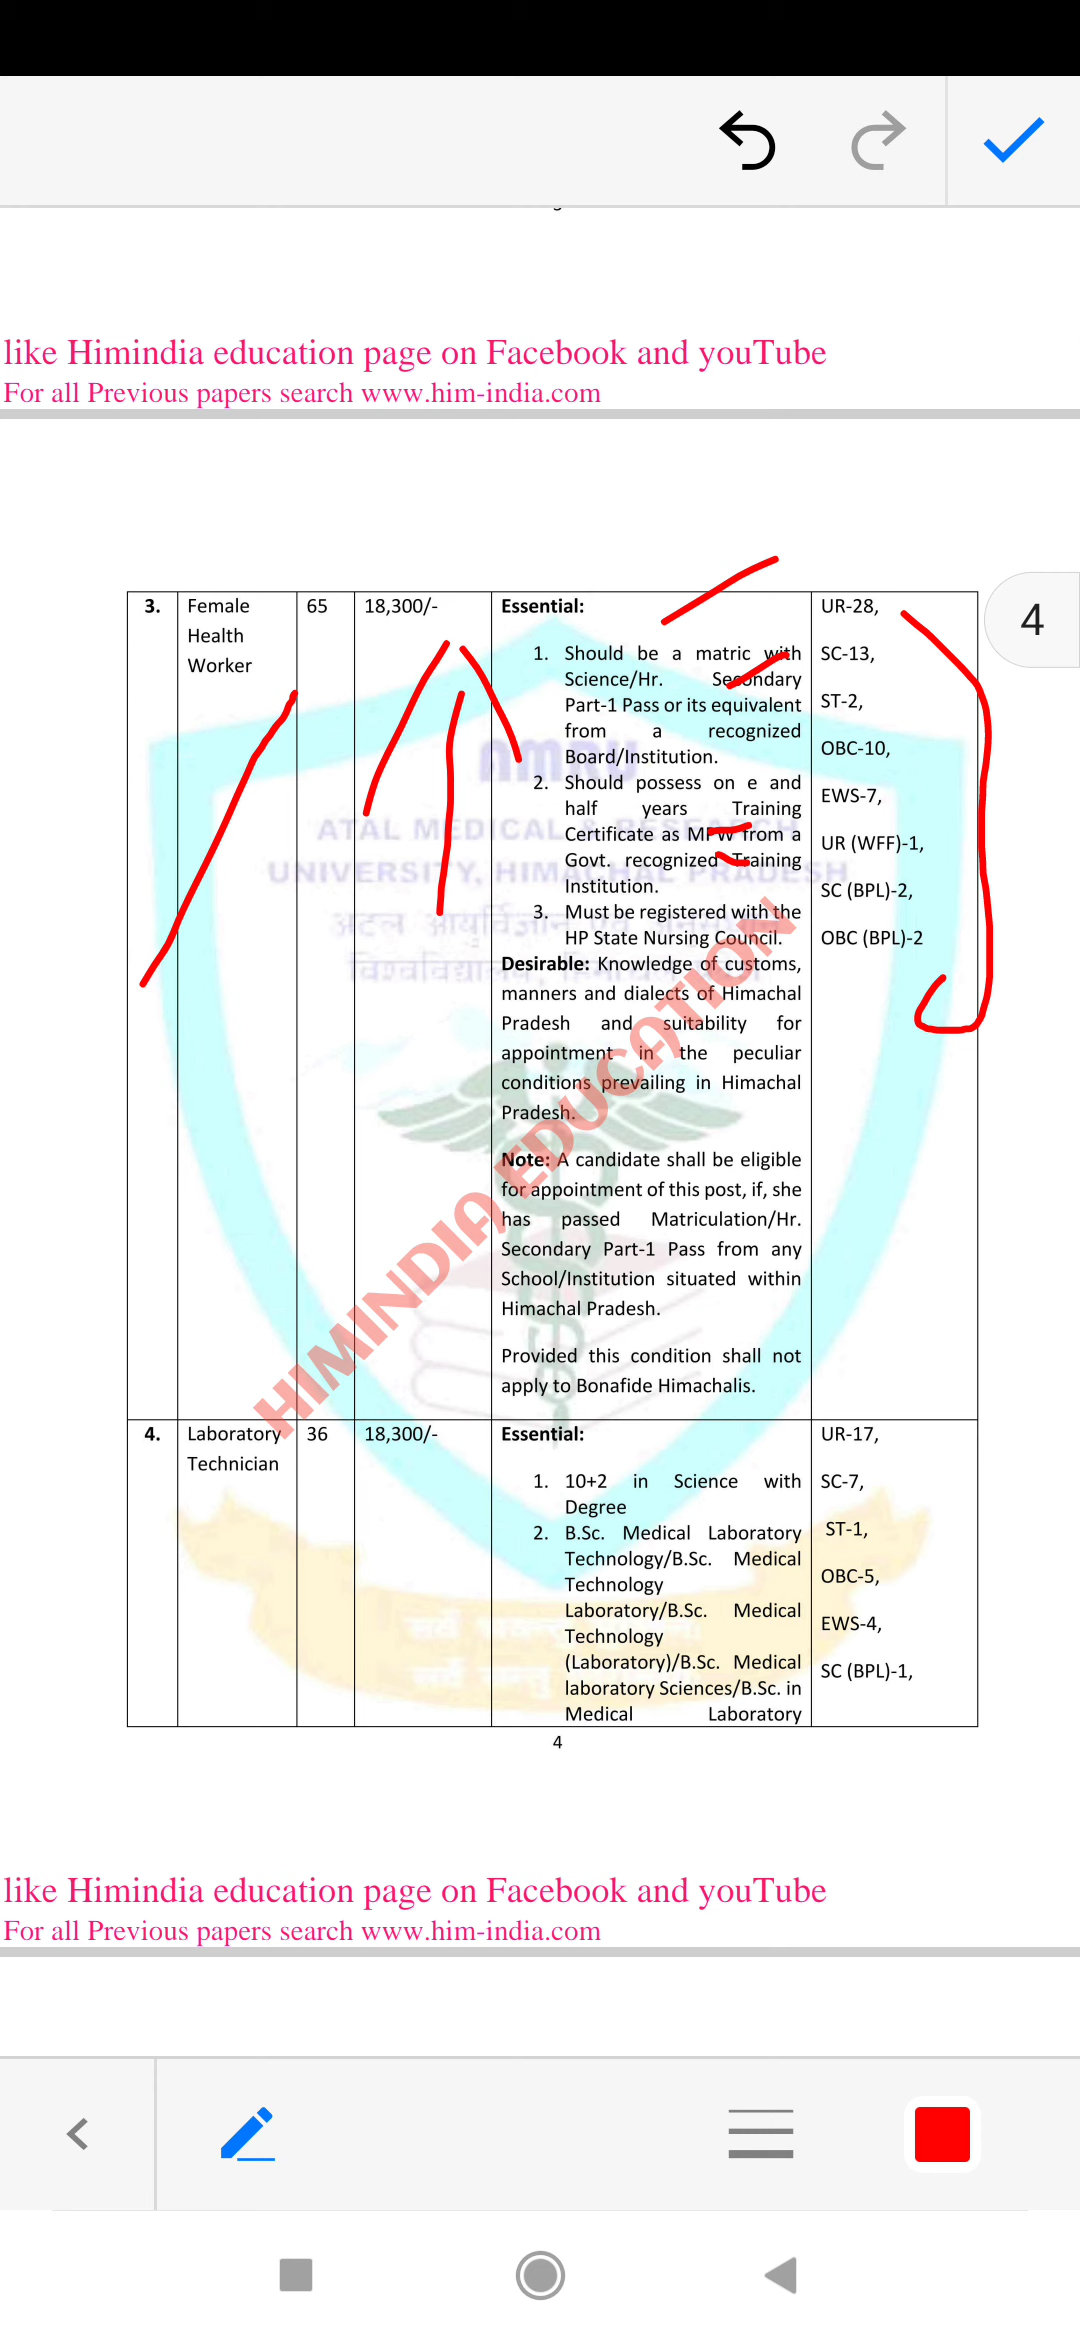 like Himindia education page on Facebook and youTube
For all Previous papers search www.him-india.com
4
3.
Female
Health
Worker
65
18,300/-
Essential:
1. Should be a matric with
Science/Hr. Secondary
Part-1 Pass or its equivalent
from a recognized
Board/Institution.
2. Should possess on e and
half years Training
Certificate as MPW from a
Govt. recognized Training
Institution.
3. Must be registered with the
HP State Nursing Council.
Desirable: Knowledge of customs,
manners and dialects of Himachal
Pradesh and suitability for
appointment in the peculiar
conditions prevailing in Himachal
Pradesh.
Note: A candidate shall be eligible
for appointment of this post, if, she
has passed Matriculation/Hr.
Secondary Part-1 Pass from any
School/Institution situated within
Himachal Pradesh.
Provided this condition shall not
apply to Bonafide Himachalis.
UR-28,
SC-13,
ST-2,
OBC-10,
EWS-7,
UR (WFF)-1,
SC (BPL)-2,
OBC (BPL)-2
4.
Laboratory
Technician
36
18,300/-
Essential:
1. 10+2 in Science with
Degree
2. B.Sc. Medical Laboratory
Technology/B.Sc. Medical
Technology
Laboratory/B.Sc. Medical
Technology
(Laboratory)/B.Sc. Medical
laboratory Sciences/B.Sc. in
Medical Laboratory
UR-17,
SC-7,
ST-1,
OBC-5,
EWS-4,
SC (BPL)-1,
AMRU
ATAL MEDICAL & RESEARCH
UNIVERSITY, HIMACHAL PRADESH
HIMINDIA EDUCATION
4
like Himindia education page on Facebook and youTube
For all Previous papers search www.him-india.com